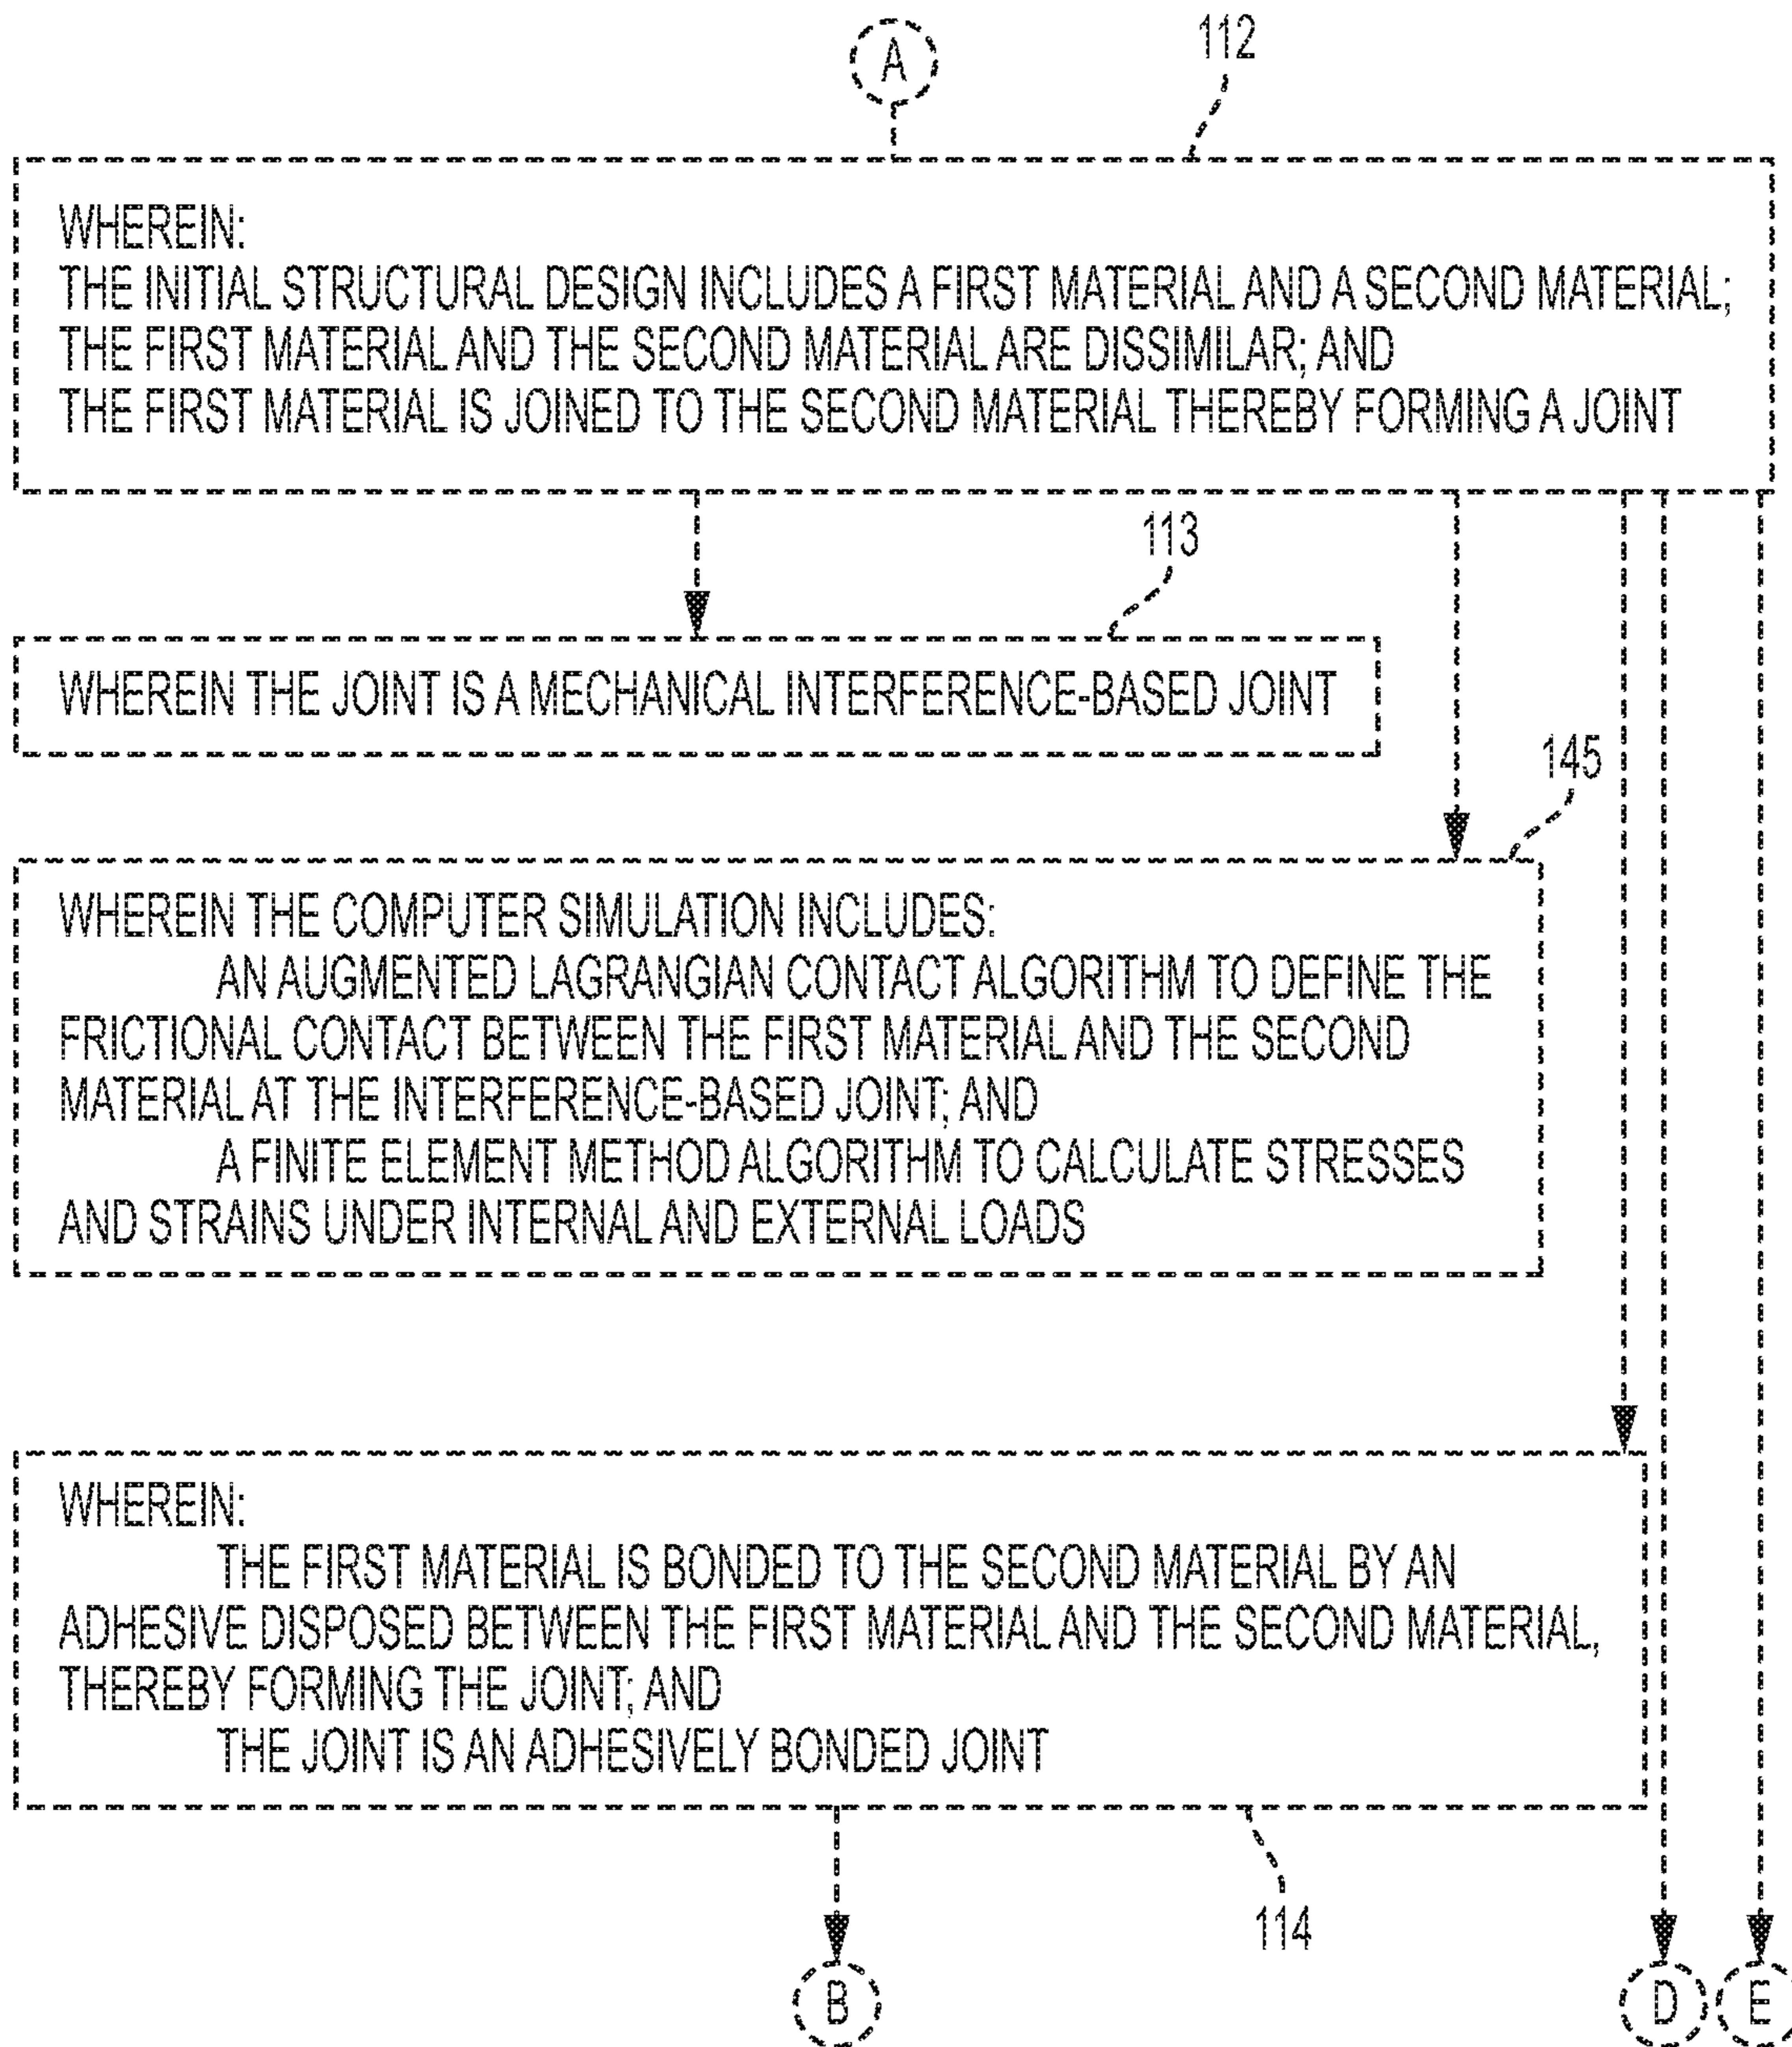 A
112
WHEREIN:
THE INITIAL STRUCTURAL DESIGN INCLUDES A FIRST MATERIAL AND A SECOND MATERIAL;
THE FIRST MATERIAL AND THE SECOND MATERIAL ARE DISSIMILAR; AND
THE FIRST MATERIAL IS JOINED TO THE SECOND MATERIAL THEREBY FORMING A JOINT
113
WHEREIN THE JOINT IS A MECHANICAL INTERFERENCE-BASED JOINT
145
WHEREIN THE COMPUTER SIMULATION INCLUDES:
AN AUGMENTED LAGRANGIAN CONTACT ALGORITHM TO DEFINE THE
FRICTIONAL CONTACT BETWEEN THE FIRST MATERIAL AND THE SECOND
MATERIAL AT THE INTERFERENCE-BASED JOINT; AND
A FINITE ELEMENT METHOD ALGORITHM TO CALCULATE STRESSES
AND STRAINS UNDER INTERNAL AND EXTERNAL LOADS
WHEREIN:
THE FIRST MATERIAL IS BONDED TO THE SECOND MATERIAL BY AN
ADHESIVE DISPOSED BETWEEN THE FIRST MATERIAL AND THE SECOND MATERIAL,
THEREBY FORMING THE JOINT; AND
THE JOINT IS AN ADHESIVELY BONDED JOINT
114
B
D
E